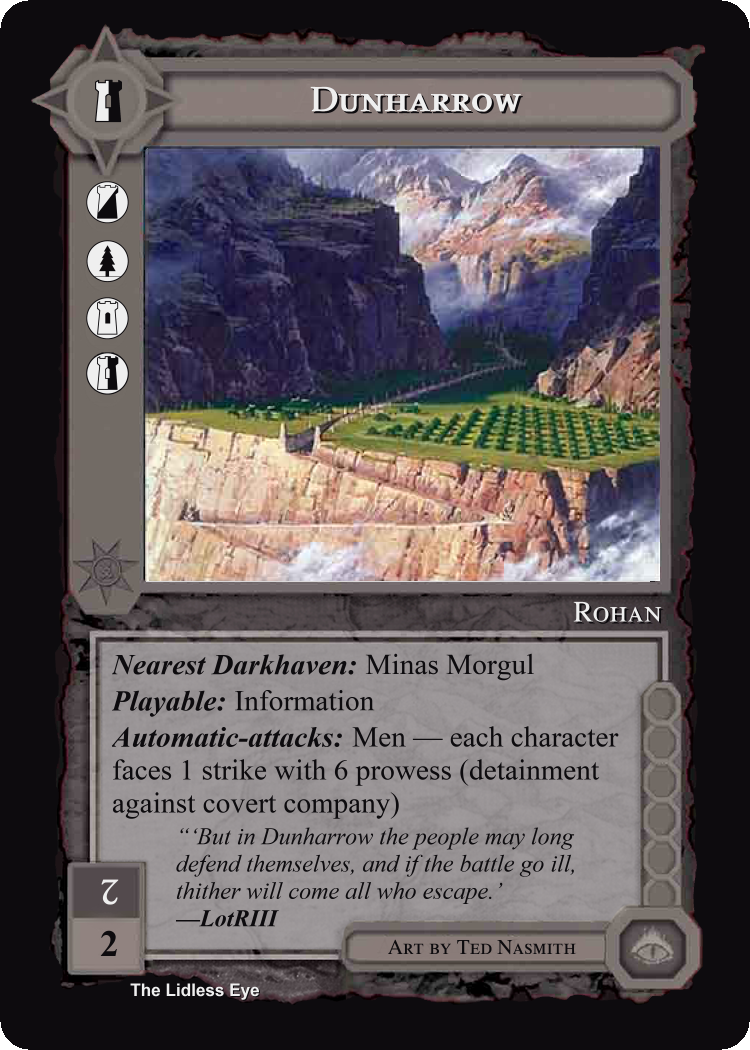 Dunharrow
Rohan
Nearest Darkhaven: Minas Morgul
Playable: Information
Automatic-attacks: Men — each character
faces 1 strike with 6 prowess (detainment
against covert company)
“‘But in Dunharrow the people may long
defend themselves, and if the battle go ill,
thither will come all who escape.’
—LotRIII
2
2
Art by Ted Nasmith
The Lidless Eye